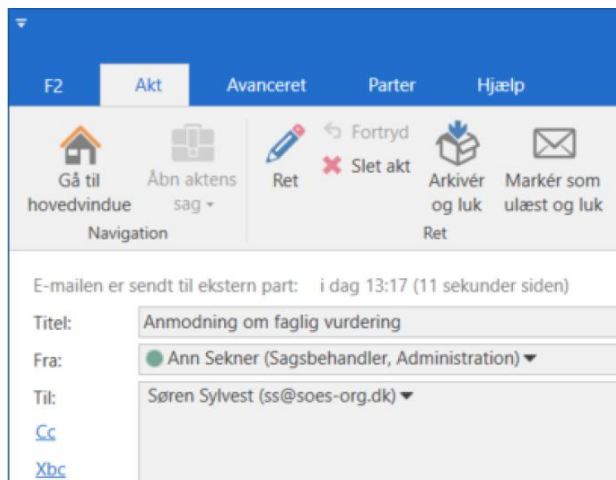 F2 Akt Avanceret Parter Hjælp
Gå til hovedvindue
Åbn aktens sag
Ret
Fortryd
Slet akt
Arkivér og luk
Markér som ulæst og luk
Navigation
Ret
E-mailen er sendt til ekstern part: i dag 13:17 (11 sekunder siden)
Titel: Anmodning om faglig vurdering
Fra: Ann Sekner (Sagsbehandler, Administration)
Til: Søren Sylvest (ss@soes-org.dk)
Cc
Xbc